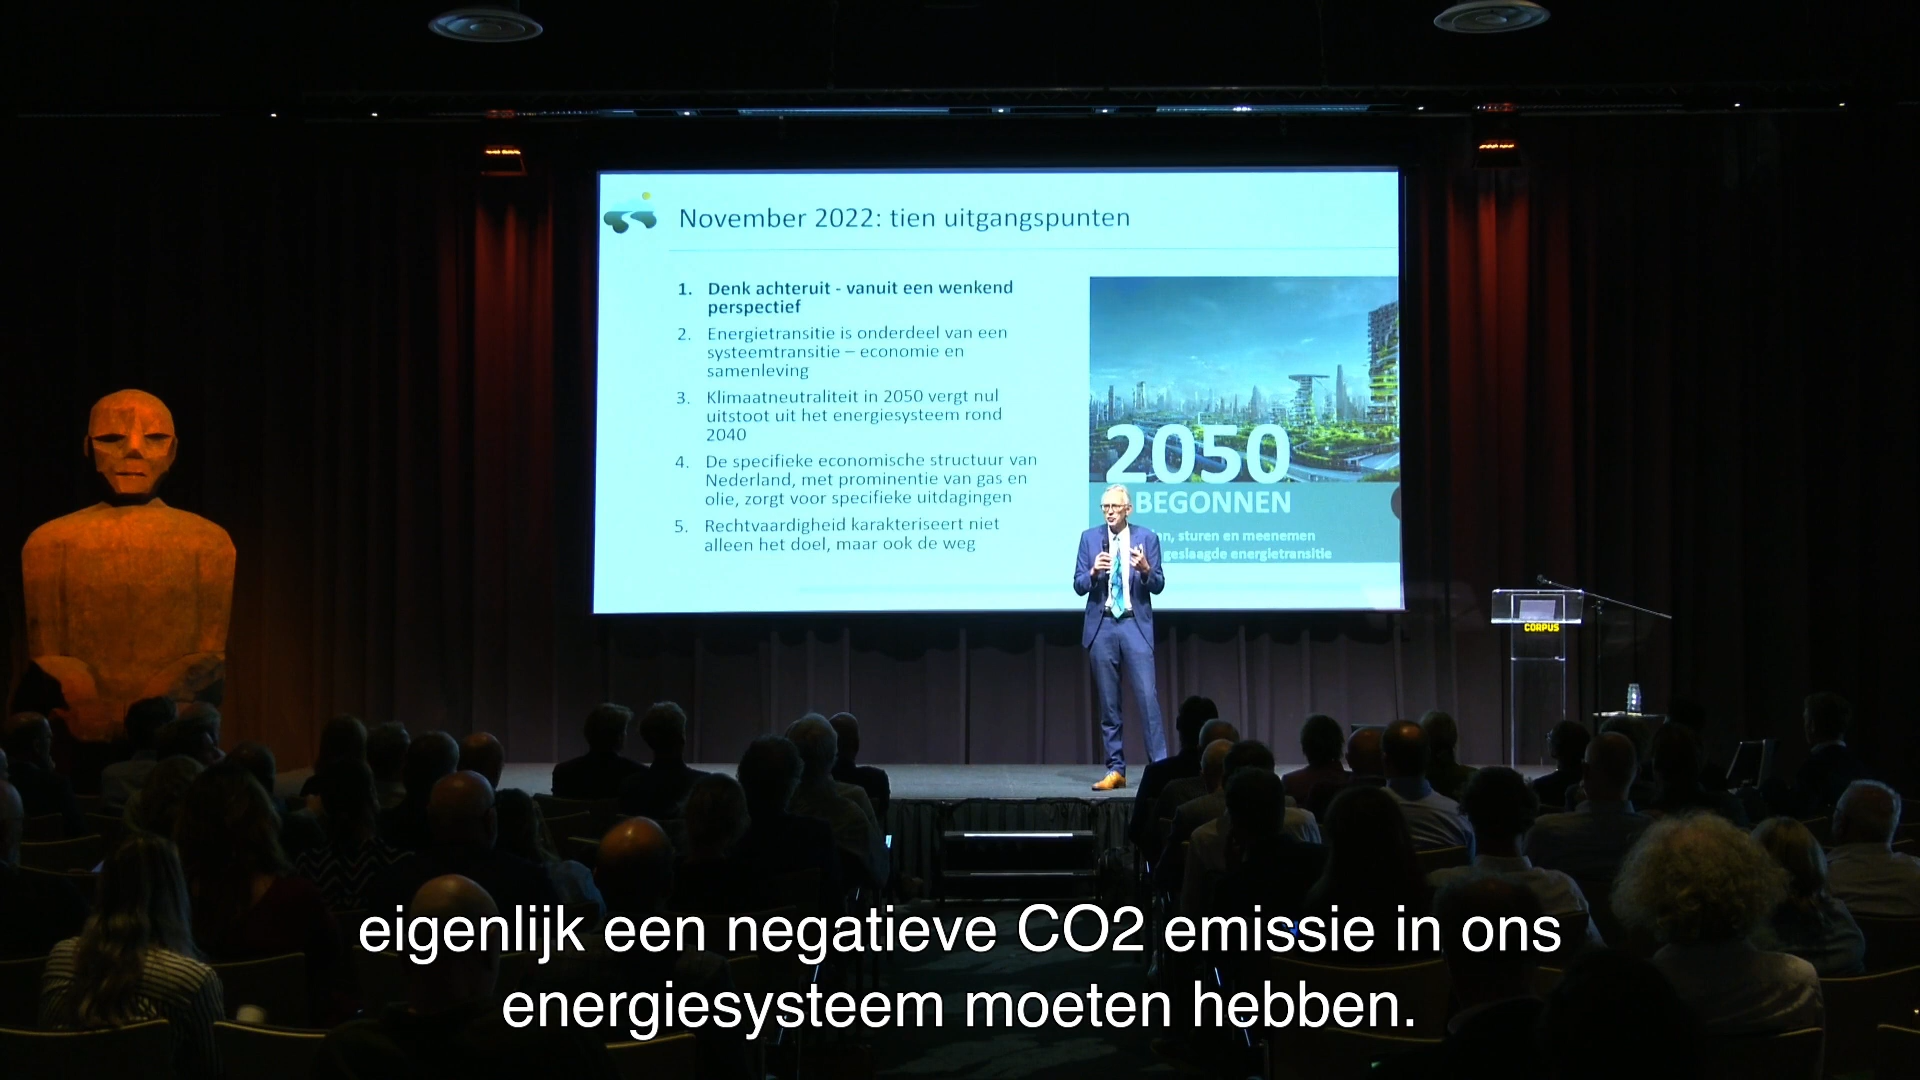 November 2022: tien uitgangspunten
1. Denk achteruit - vanuit een wenkend
perspectief
2. Energietransitie is onderdeel van een
systeemtransitie – economie en
samenleving
3. Klimaatneutraliteit in 2050 vergt nul
uitstoot uit het energiesysteem rond
2040
4. De specifieke economische structuur van
Nederland, met prominentie van gas en
olie, zorgt voor specifieke uitdagingen
5. Rechtvaardigheid karakteriseert niet
alleen het doel, maar ook de weg
2050
BEGONNEN
sturen en meenemen
geslaagde energietransitie
CORPUS
eigenlijk een negatieve CO2 emissie in ons
energiesysteem moeten hebben.